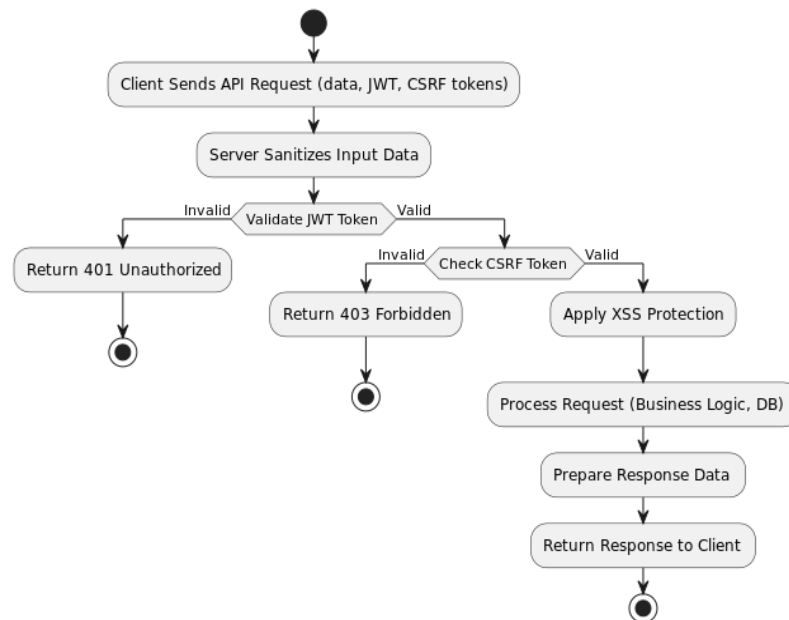 Client Sends API Request (data, JWT, CSRF tokens)
Server Sanitizes Input Data
Invalid
Validate JWT Token
Valid
Return 401 Unauthorized
Invalid
Check CSRF Token
Valid
Return 403 Forbidden
Apply XSS Protection
Process Request (Business Logic, DB)
Prepare Response Data
Return Response to Client